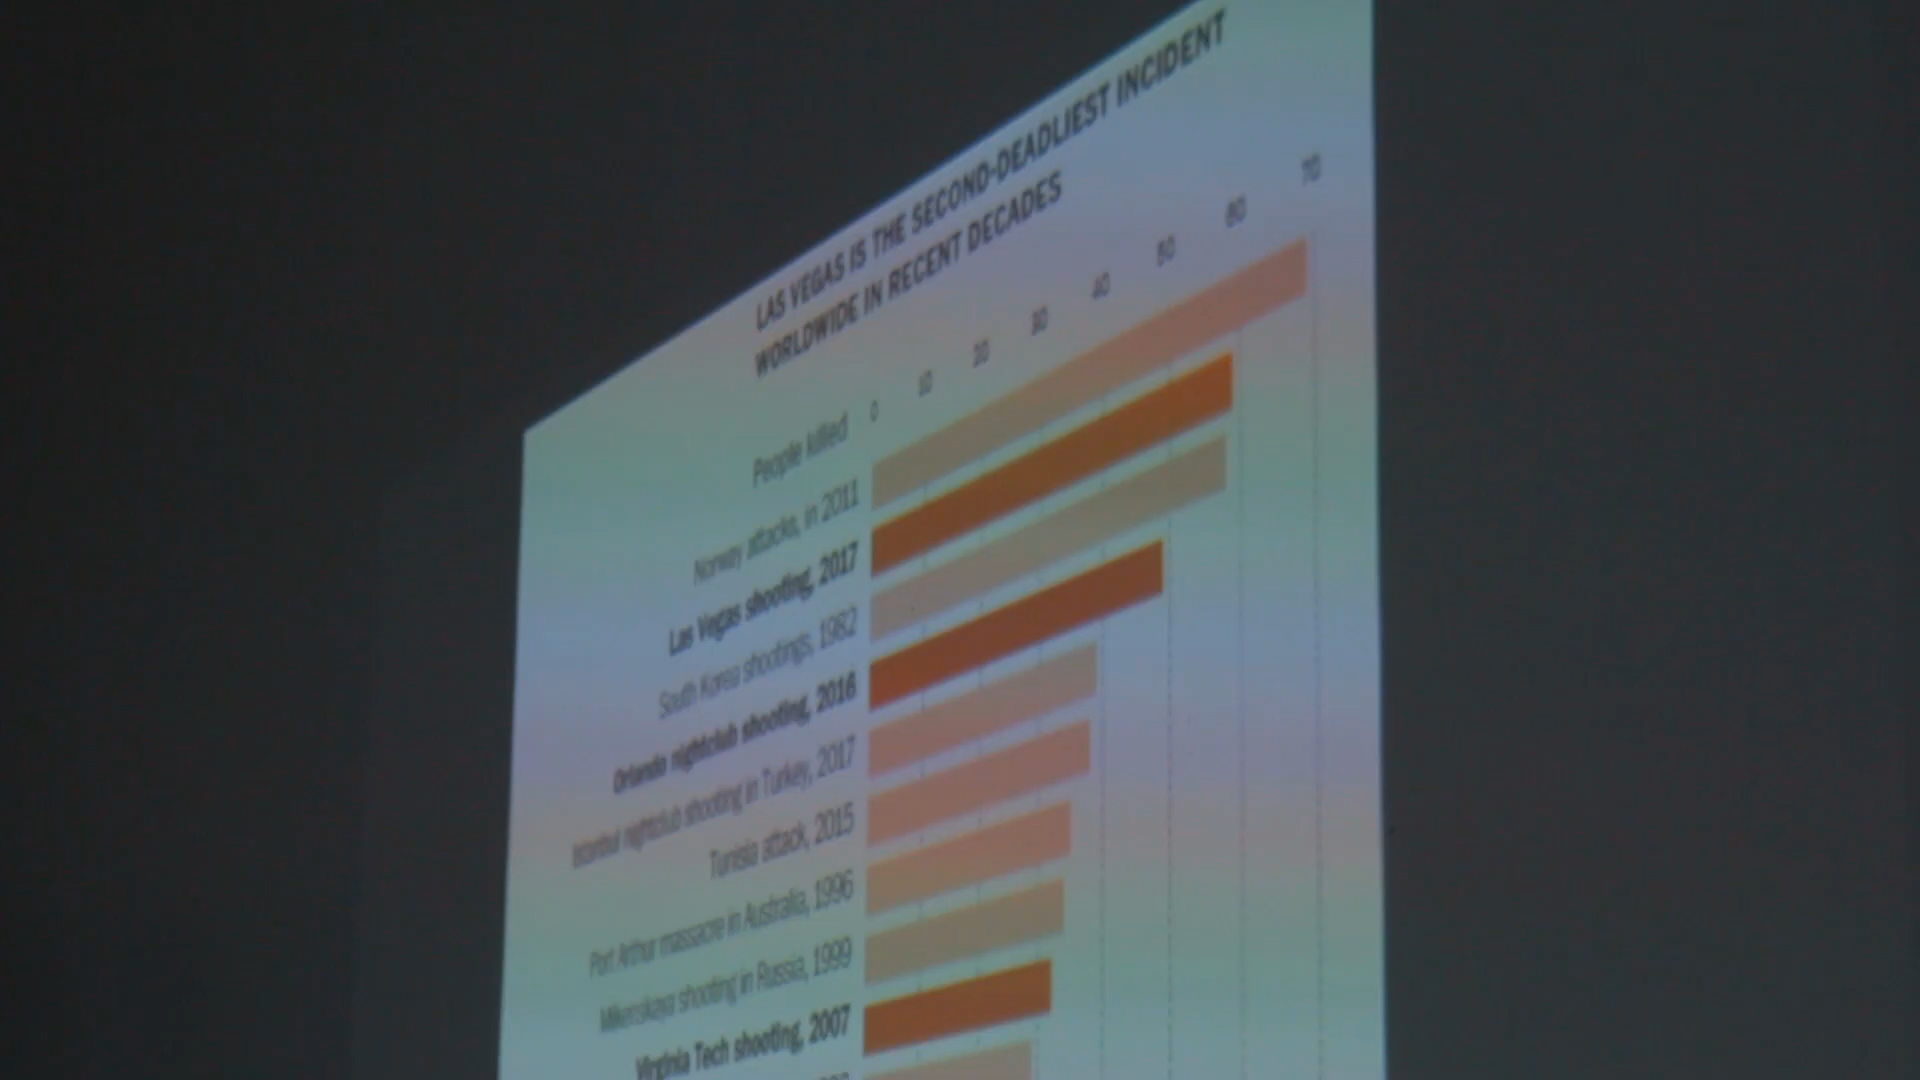 LAS VEGAS IS THE SECOND-DEADLIEST INCIDENT
WORLDWIDE IN RECENT DECADES
People killed 0 10 20 30 40 50 60 70
Norway attacks, in 2011
Las Vegas shooting, 2017
South Korea shootings, 1982
Orlando nightclub shooting, 2016
Istanbul nightclub shooting in Turkey, 2017
Tunisia attack, 2015
Port Arthur massacre in Australia, 1996
shooting in Russia, 1999
Virginia Tech shooting, 2007